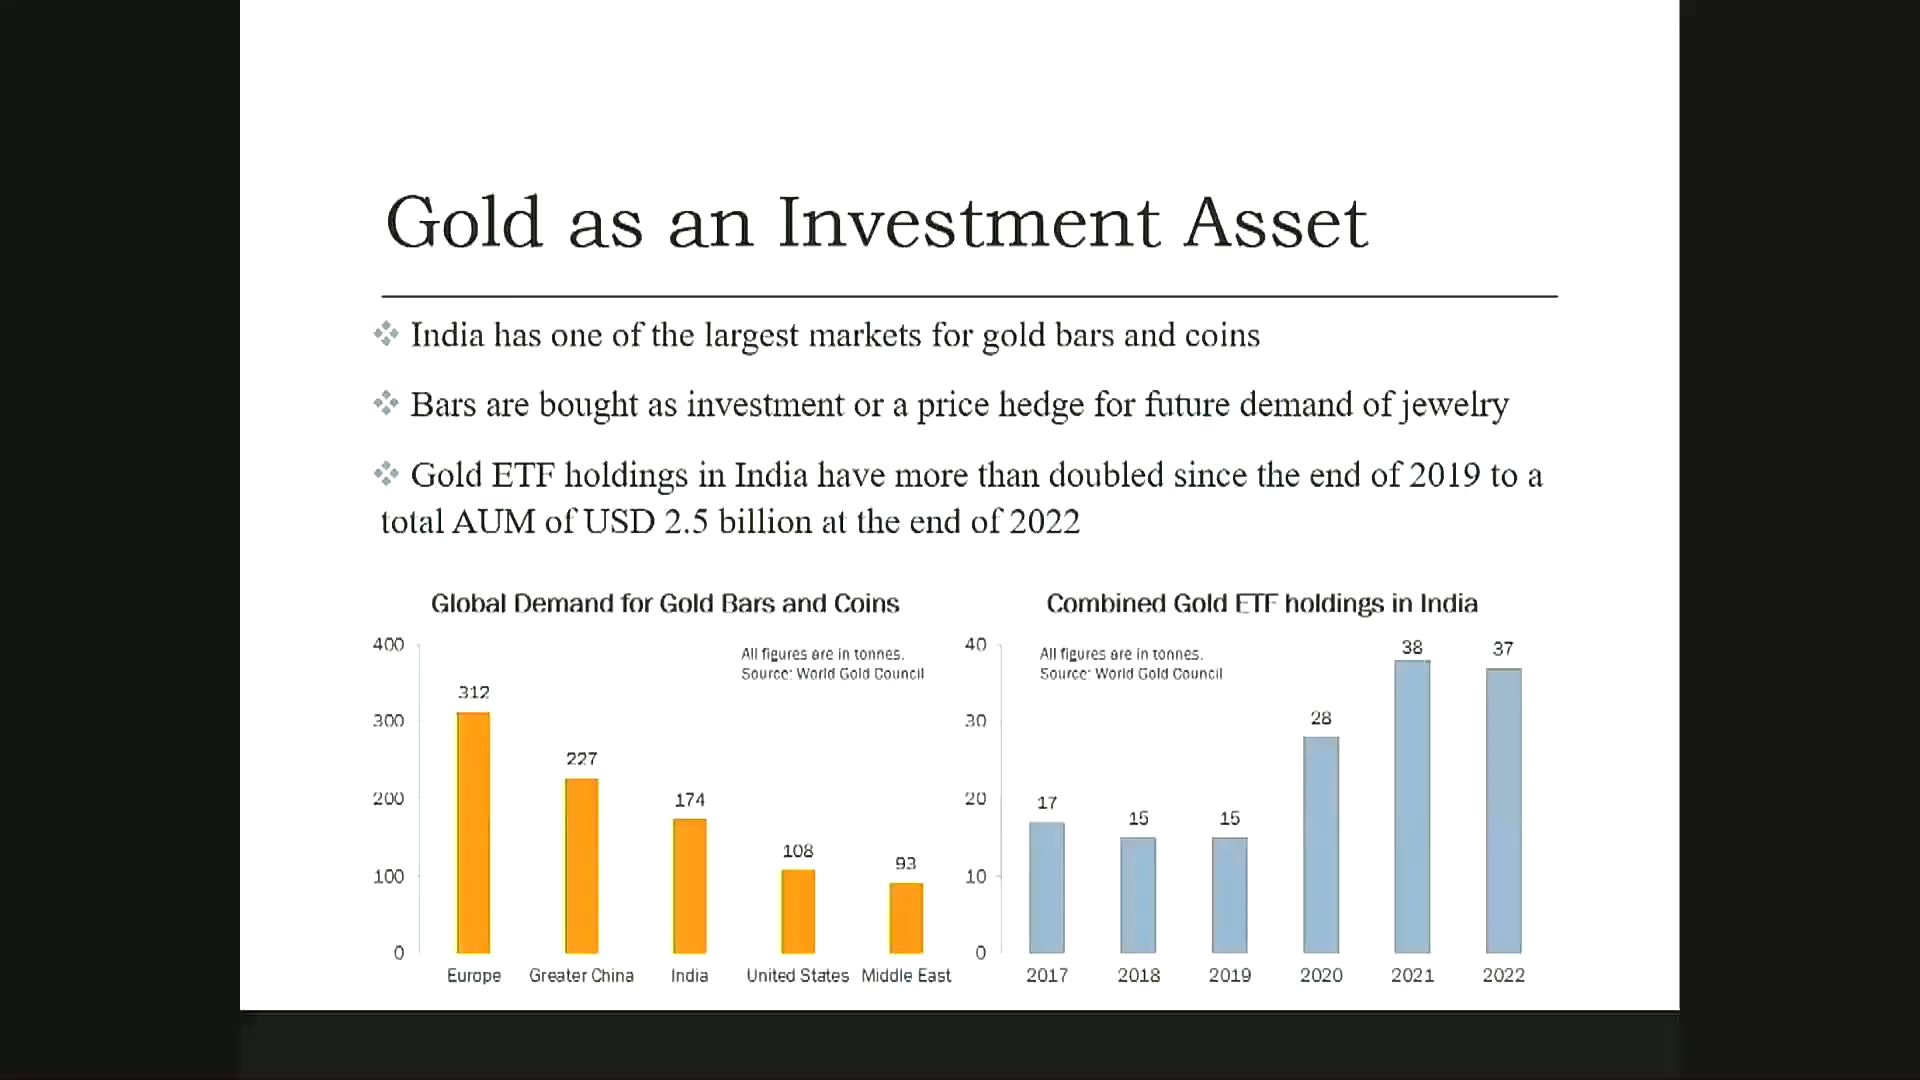 Gold as an Investment Asset
India has one of the largest markets for gold bars and coins
Bars are bought as investment or a price hedge for future demand of jewelry
Gold ETF holdings in India have more than doubled since the end of 2019 to a
total AUM of USD 2.5 billion at the end of 2022
Global Demand for Gold Bars and Coins
All figures are in tonnes.
Source: World Gold Council
400
300
200
100
0
312
227
174
108
93
Europe
Greater China
India
United States
Middle East
Combined Gold ETF holdings in India
All figures are in tonnes.
Source: World Gold Council
40
30
20
10
0
17
15
15
28
38
37
2017
2018
2019
2020
2021
2022